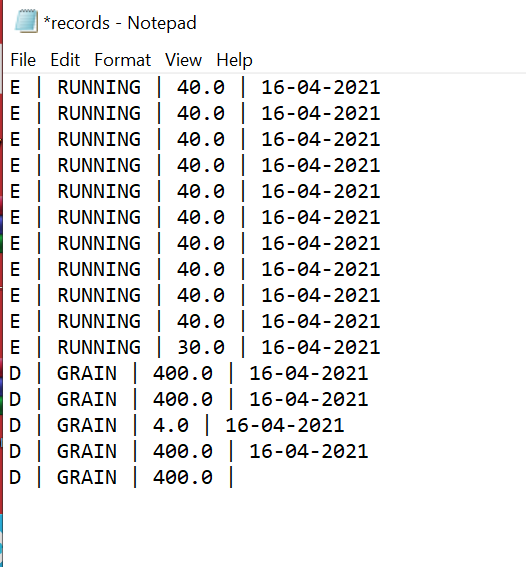 *records - Notepad
File Edit Format View Help
E | RUNNING | 40.0 | 16-04-2021
E | RUNNING | 40.0 | 16-04-2021
E | RUNNING | 40.0 | 16-04-2021
E | RUNNING | 40.0 | 16-04-2021
E | RUNNING | 40.0 | 16-04-2021
E | RUNNING | 40.0 | 16-04-2021
E | RUNNING | 40.0 | 16-04-2021
E | RUNNING | 40.0 | 16-04-2021
E | RUNNING | 40.0 | 16-04-2021
E | RUNNING | 40.0 | 16-04-2021
E | RUNNING | 30.0 | 16-04-2021
D | GRAIN | 400.0 | 16-04-2021
D | GRAIN | 400.0 | 16-04-2021
D | GRAIN | 4.0 | 16-04-2021
D | GRAIN | 400.0 | 16-04-2021
D | GRAIN | 400.0 |